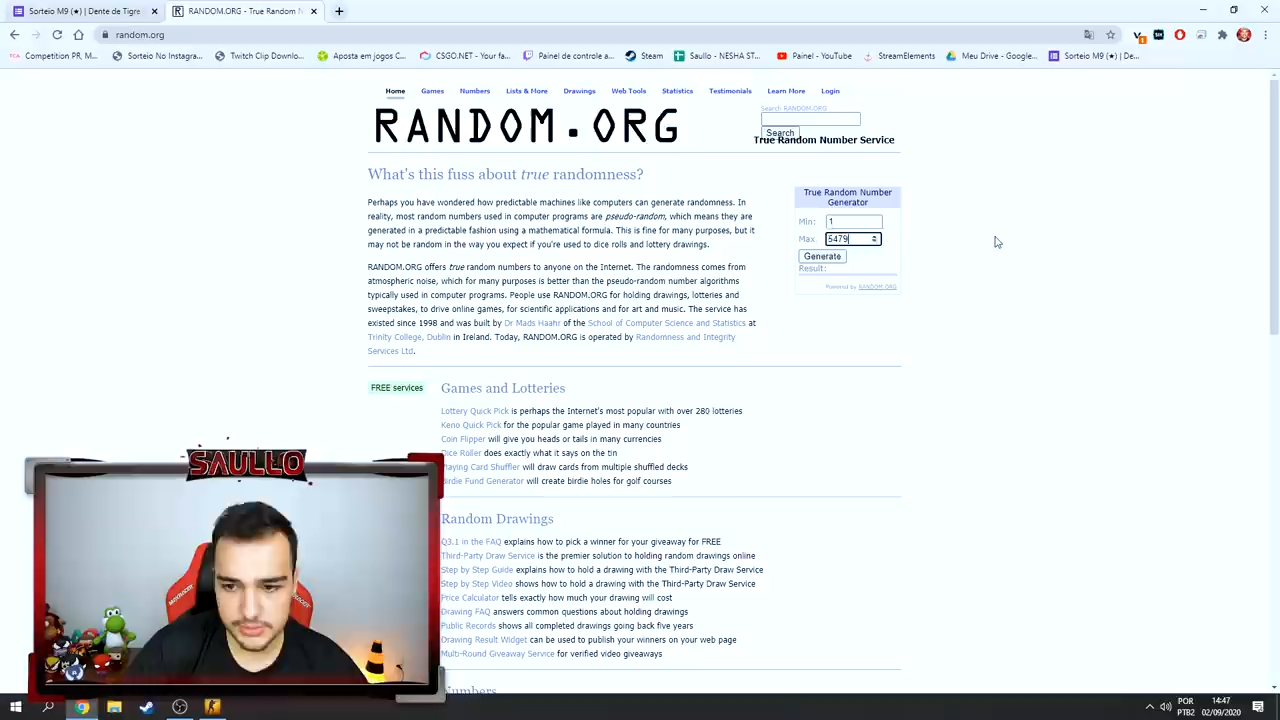 Sorteio M9 (★) | Dente de Tigre
RANDOM.ORG - True Random N
random.org
Competition PR, M...
Sorteio No Instagra...
Twitch Clip Downlo...
Aposta em jogos C...
CSGO.NET - Your fa...
Painel de controle a...
Steam
Saullo - NESHA ST...
Painel - YouTube
StreamElements
Meu Drive - Google...
Sorteio M9 (★) | De...
Home Games Numbers Lists & More Drawings Web Tools Statistics Testimonials Learn More Login
Search RANDOM.ORG
RANDOM.ORG
Search
True Random Number Service
What's this fuss about true randomness?
Perhaps you have wondered how predictable machines like computers can generate randomness. In
reality, most random numbers used in computer programs are pseudo-random, which means they are
generated in a predictable fashion using a mathematical formula. This is fine for many purposes, but it
may not be random in the way you expect if you're used to dice rolls and lottery drawings.
RANDOM.ORG offers true random numbers to anyone on the Internet. The randomness comes from
atmospheric noise, which for many purposes is better than the pseudo-random number algorithms
typically used in computer programs. People use RANDOM.ORG for holding drawings, lotteries and
sweepstakes, to drive online games, for scientific applications and for art and music. The service has
existed since 1998 and was built by Dr Mads Haahr of the School of Computer Science and Statistics at
Trinity College, Dublin in Ireland. Today, RANDOM.ORG is operated by Randomness and Integrity
Services Ltd.
True Random Number
Generator
Min: 1
Max: 5479
Generate
Result:
Powered by RANDOM.ORG
FREE services
Games and Lotteries
Lottery Quick Pick is perhaps the Internet's most popular with over 280 lotteries
Keno Quick Pick for the popular game played in many countries
Coin Flipper will give you heads or tails in many currencies
Dice Roller does exactly what it says on the tin
Playing Card Shuffler will draw cards from multiple shuffled decks
Birdie Fund Generator will create birdie holes for golf courses
Random Drawings
Q3.1 in the FAQ explains how to pick a winner for your giveaway for FREE
Third-Party Draw Service is the premier solution to holding random drawings online
Step by Step Guide explains how to hold a drawing with the Third-Party Draw Service
Step by Step Video shows how to hold a drawing with the Third-Party Draw Service
Price Calculator tells exactly how much your drawing will cost
Drawing FAQ answers common questions about holding drawings
Public Records shows all completed drawings going back five years
Drawing Result Widget can be used to publish your winners on your web page
Multi-Round Giveaway Service for verified video giveaways
Numbers
SAULLO
POR
PTB2
14:47
02/09/2020